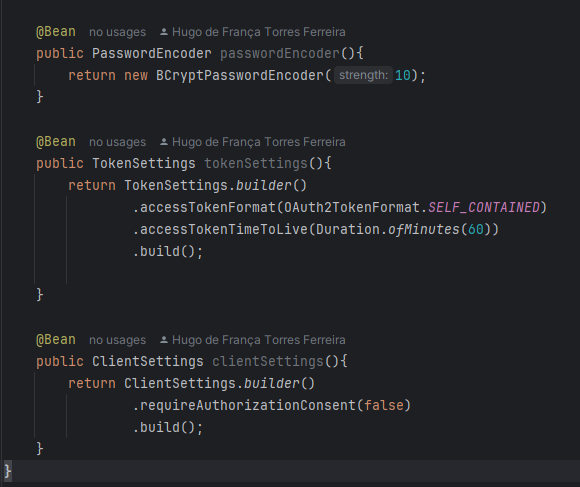 @Bean no usages Hugo de França Torres Ferreira
public PasswordEncoder passwordEncoder(){
return new BCryptPasswordEncoder( strength: 10);
}
@Bean no usages Hugo de França Torres Ferreira
public TokenSettings tokenSettings(){
return TokenSettings.builder()
.accessTokenFormat(OAuth2TokenFormat.SELF_CONTAINED)
.accessTokenTimeToLive(Duration.ofMinutes(60))
.build();
}
@Bean no usages Hugo de França Torres Ferreira
public ClientSettings clientSettings(){
return ClientSettings.builder()
.requireAuthorizationConsent(false)
.build();
}
}